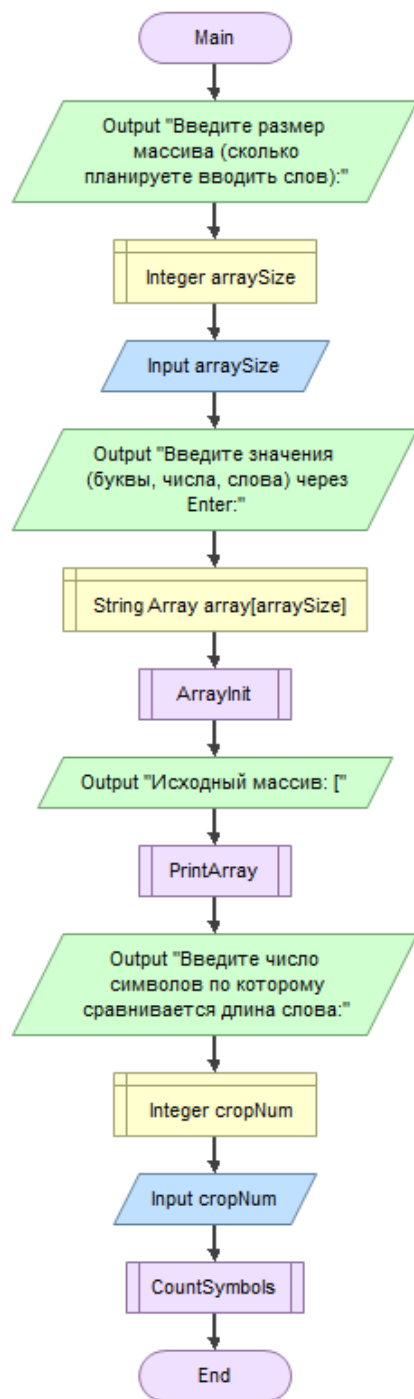 Main
Output "Введите размер
массива (сколько
планируете вводить слов):"
Integer arraySize
Input arraySize
Output "Введите значения
(буквы, числа, слова) через
Enter:"
String Array array[arraySize]
ArrayInit
Output "Исходный массив: ["
PrintArray
Output "Введите число
символов по которому
сравнивается длина слова:"
Integer cropNum
Input cropNum
CountSymbols
End